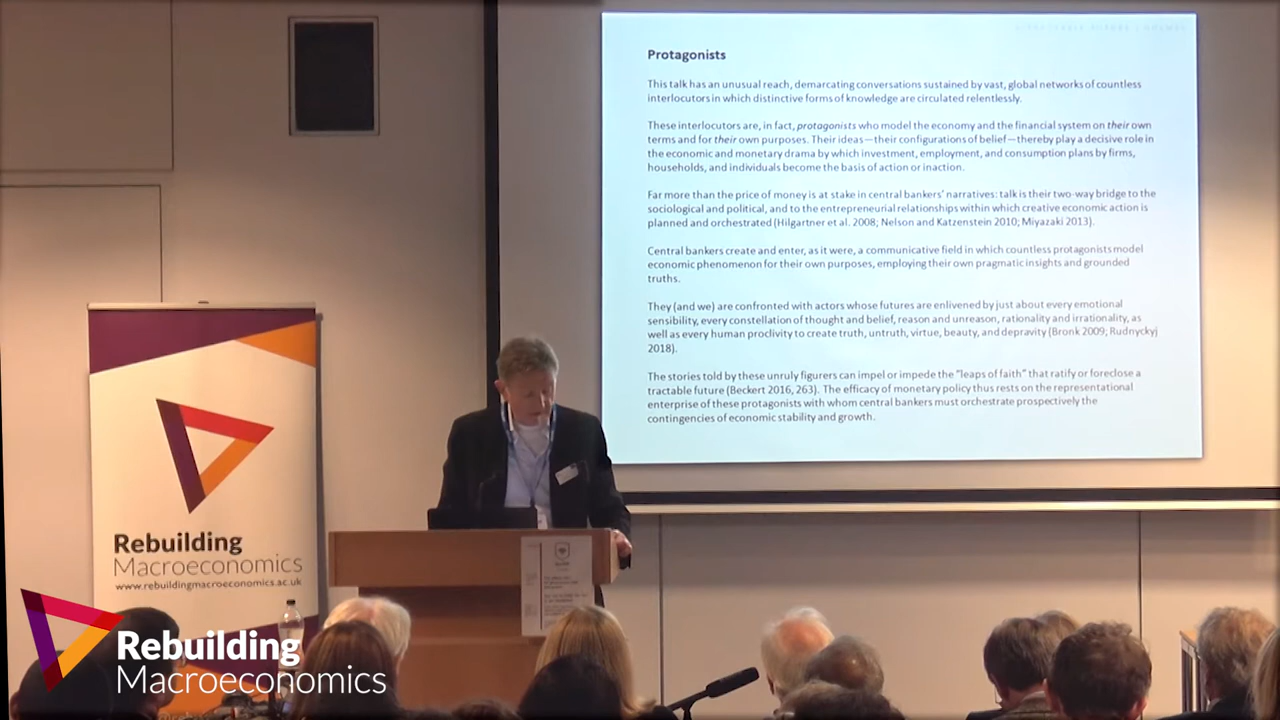 Protagonists
This talk has an unusual reach, demarcating conversations sustained by vast, global networks of countless
interlocutors in which distinctive forms of knowledge are circulated relentlessly.
These interlocutors are, in fact, protagonists who model the economy and the financial system on their own
terms and for their own purposes. Their ideas—their configurations of belief—thereby play a decisive role in
the economic and monetary drama by which investment, employment, and consumption plans by firms,
households, and individuals become the basis of action or inaction.
Far more than the price of money is at stake in central bankers' narratives: talk is their two-way bridge to the
sociological and political, and to the entrepreneurial relationships within which creative economic action is
planned and orchestrated (Hilgartner et al. 2008; Nelson and Katzenstein 2010; Miyazaki 2013).
Central bankers create and enter, as it were, a communicative field in which countless protagonists model
economic phenomenon for their own purposes, employing their own pragmatic insights and grounded
truths.
They (and we) are confronted with actors whose futures are enlivened by just about every emotional
sensibility, every constellation of thought and belief, reason and unreason, rationality and irrationality, as
well as every human proclivity to create truth, untruth, virtue, beauty, and depravity (Bronk 2009; Rudnyckyj
2018).
The stories told by these unruly figurers can impel or impede the "leaps of faith" that ratify or foreclose a
tractable future (Beckert 2016, 263). The efficacy of monetary policy thus rests on the representational
enterprise of these protagonists with whom central bankers must orchestrate prospectively the
contingencies of economic stability and growth.
Rebuilding
Macroeconomics
www.rebuildingmacroeconomics.ac.uk
Rebuilding
Macroeconomics